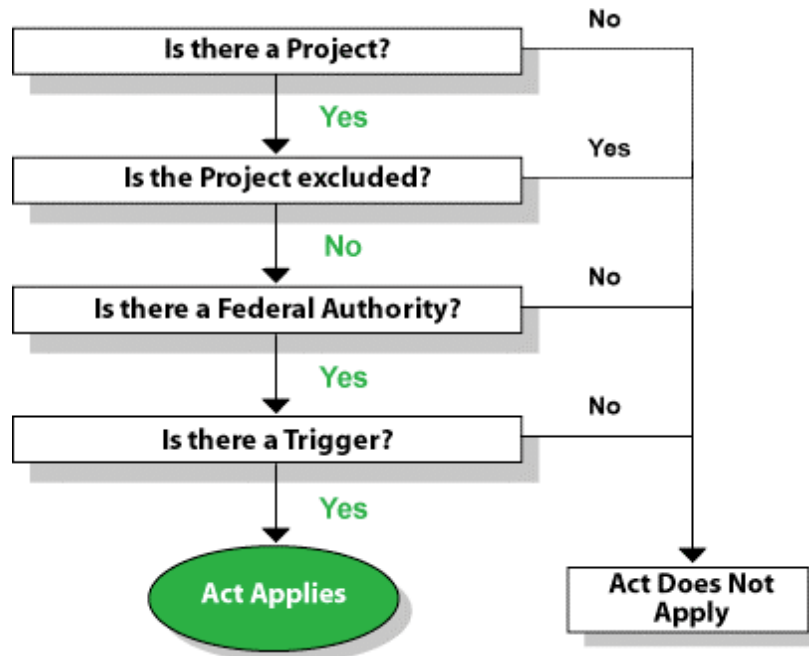 Is there a Project?
No
Yes
Is the Project excluded?
Yes
No
Is there a Federal Authority?
No
Yes
Is there a Trigger?
No
Yes
Act Applies
Act Does Not
Apply